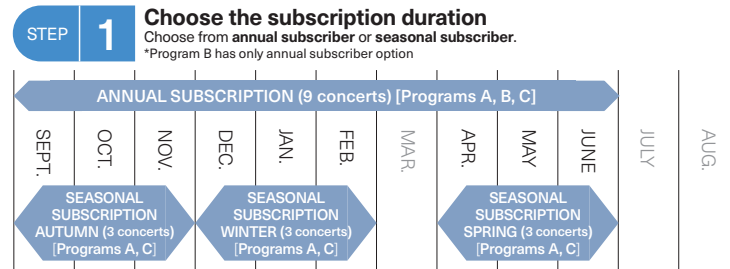 STEP 1
Choose the subscription duration
Choose from annual subscriber or seasonal subscriber.
*Program B has only annual subscriber option
ANNUAL SUBSCRIPTION (9 concerts) [Programs A, B, C]
SEPT.
OCT.
NOV.
DEC.
JAN.
FEB.
MAR.
APR.
MAY
JUNE
JULY
AUG.
SEASONAL
SUBSCRIPTION
AUTUMN (3 concerts)
[Programs A, C]
SEASONAL
SUBSCRIPTION
WINTER (3 concerts)
[Programs A, C]
SEASONAL
SUBSCRIPTION
SPRING (3 concerts)
[Programs A, C]